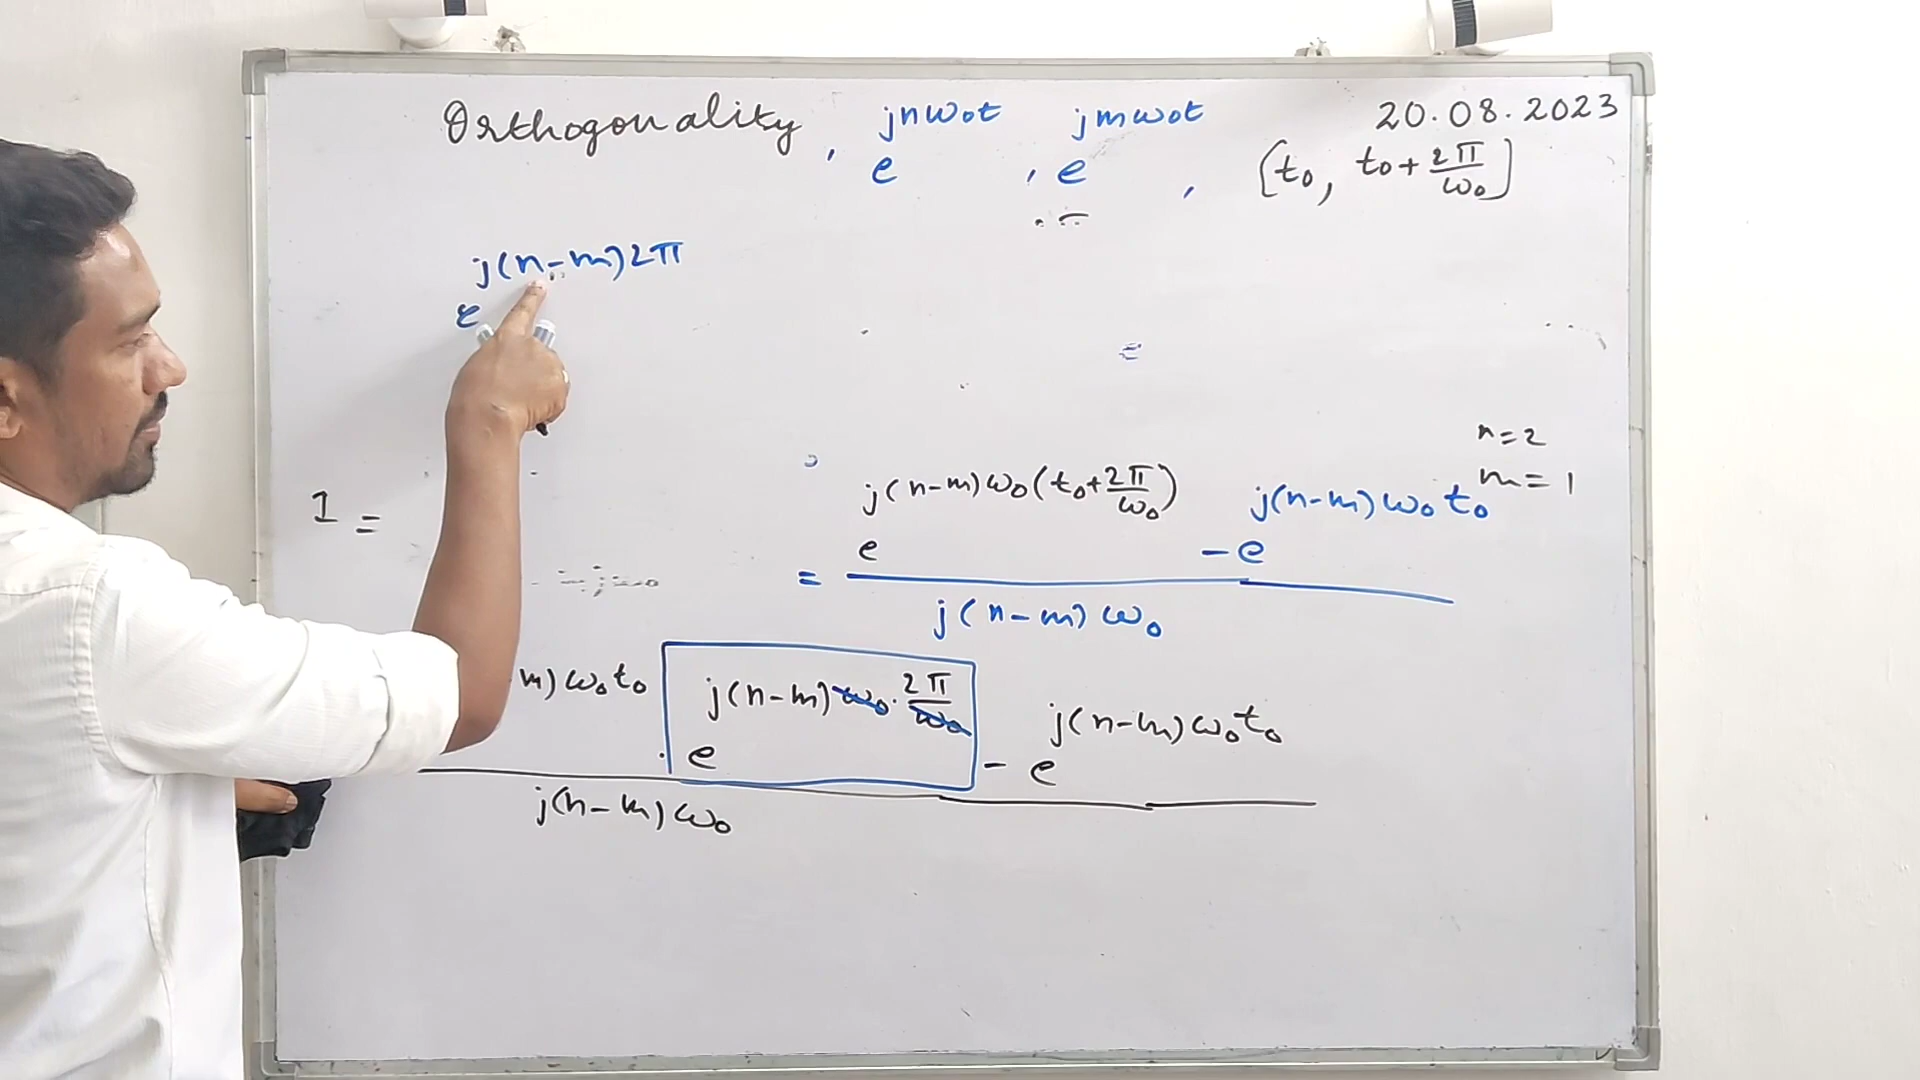 Orthogonality, e^{jnω₀t}, e^{jmω₀t}, [t₀, t₀+2π/ω₀]
20.08.2023
e^{j(n-m)2π}
n=2
m=1
I =
= (e^{j(n-m)ω₀(t₀+2π/ω₀)} - e^{j(n-m)ω₀t₀}) / j(n-m)ω₀
m)ω₀t₀ · e^{j(n-m)ω₀·2π/ω₀} - e^{j(n-m)ω₀t₀}
j(n-m)ω₀